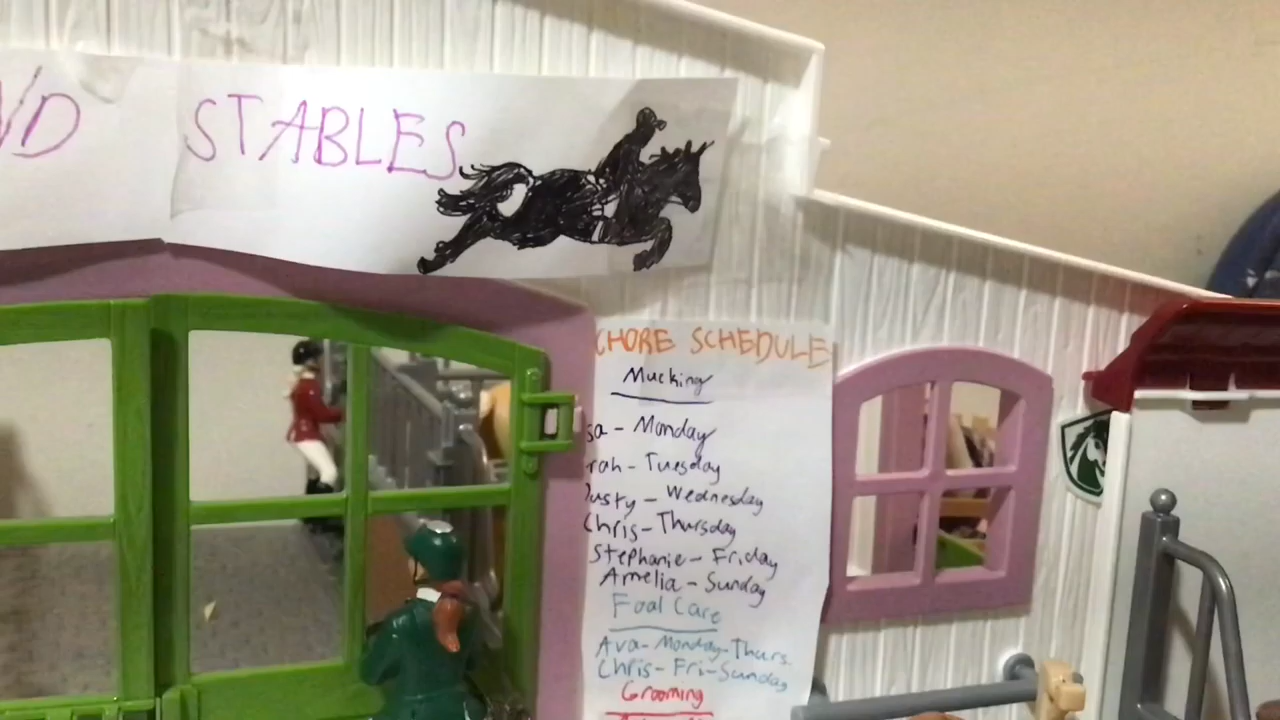 STABLES
CHORE SCHEDULE
Mucking
- Monday
- Tuesday
Dusty - Wednesday
Chris - Thursday
Stephanie - Friday
Amelia - Sunday
Foal Care
Ava - Monday - Thurs.
Chris - Fri - Sunday
Grooming